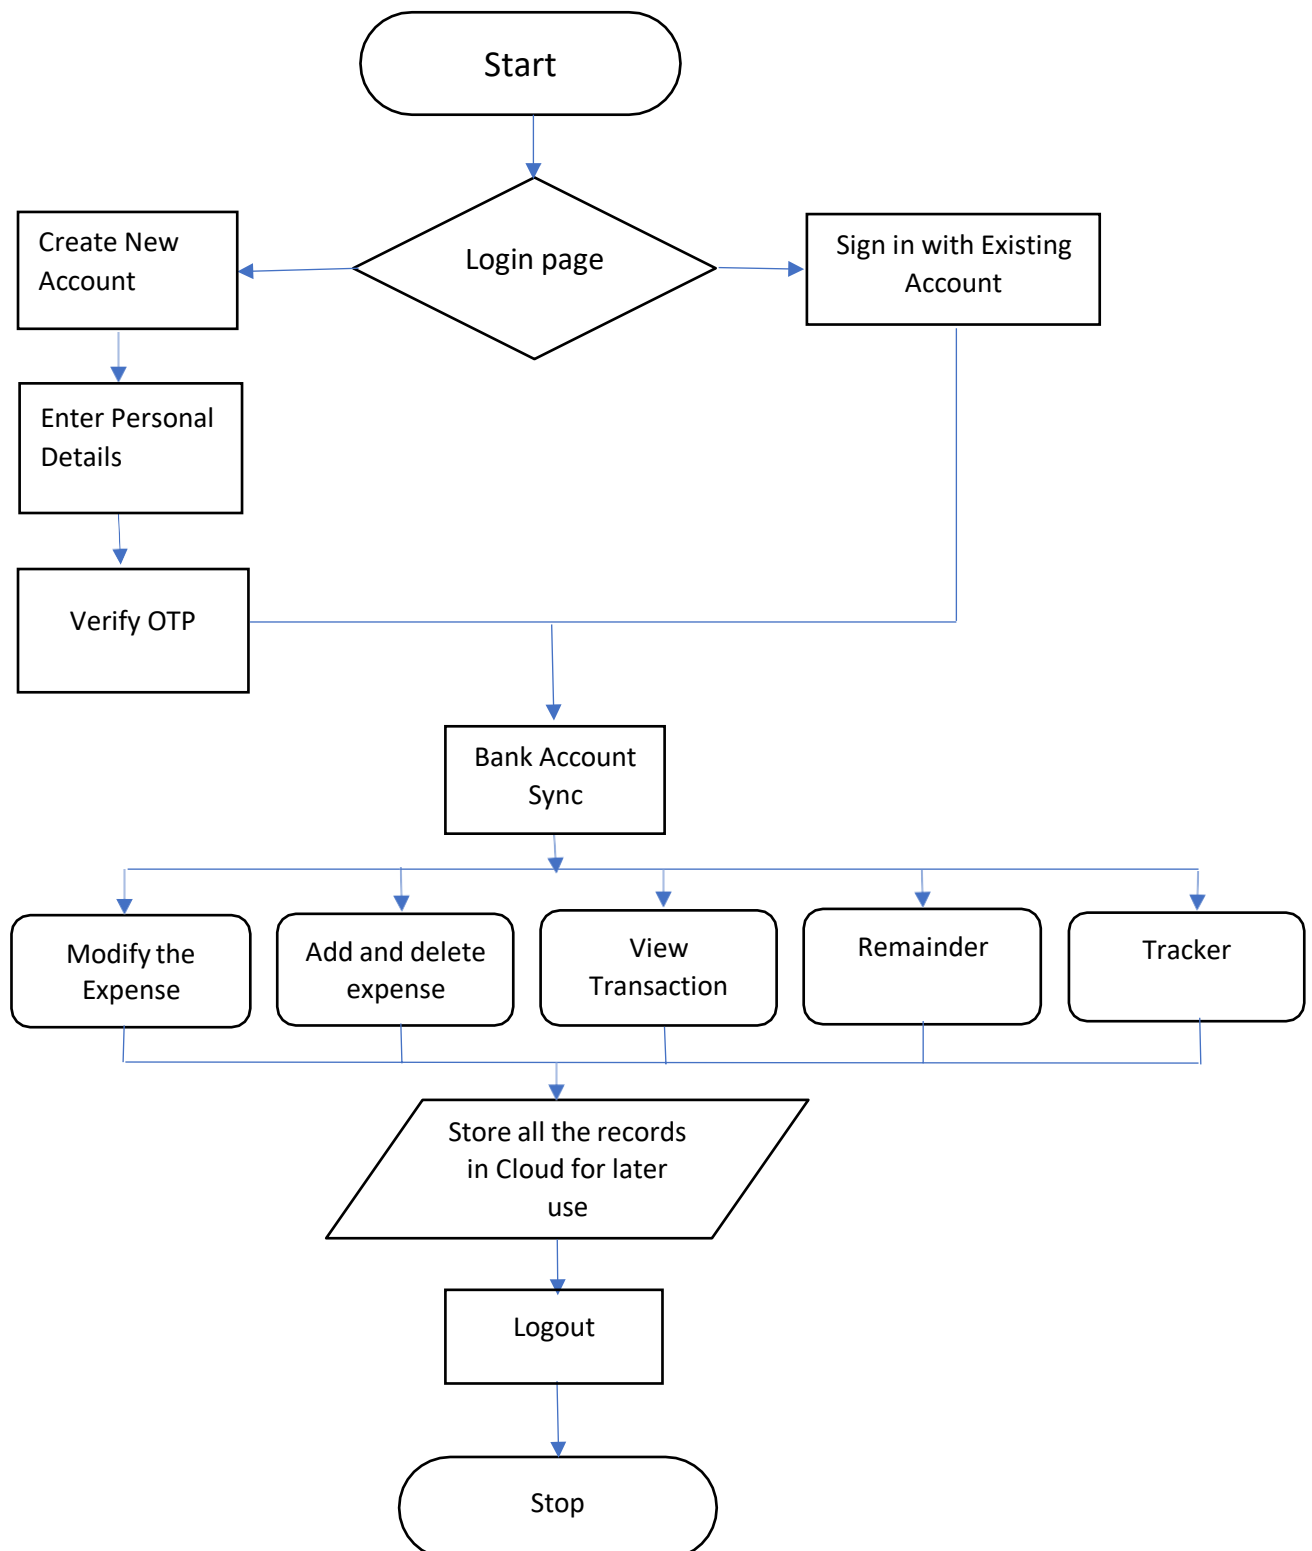 Start
Login page
Create New
Account
Sign in with Existing
Account
Enter Personal
Details
Verify OTP
Bank Account
Sync
Modify the
Expense
Add and delete
expense
View
Transaction
Remainder
Tracker
Store all the records
in Cloud for later
use
Logout
Stop